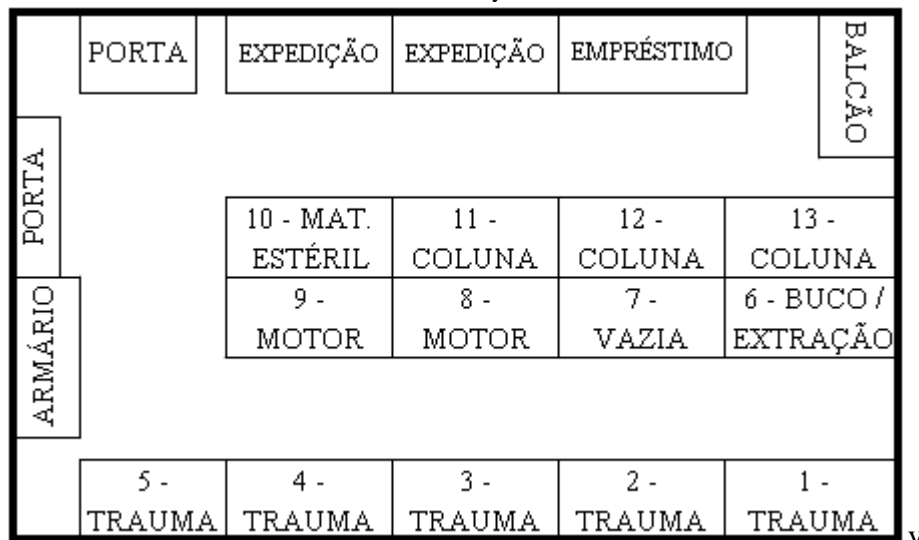 PORTA
EXPEDIÇÃO
EXPEDIÇÃO
EMPRÉSTIMO
BALCÃO
PORTA
10 - MAT.
ESTÉRIL
11 -
COLUNA
12 -
COLUNA
13 -
COLUNA
9 -
MOTOR
8 -
MOTOR
7 -
VAZIA
6 - BUCO /
EXTRAÇÃO
ARMÁRIO
5 -
TRAUMA
4 -
TRAUMA
3 -
TRAUMA
2 -
TRAUMA
1 -
TRAUMA